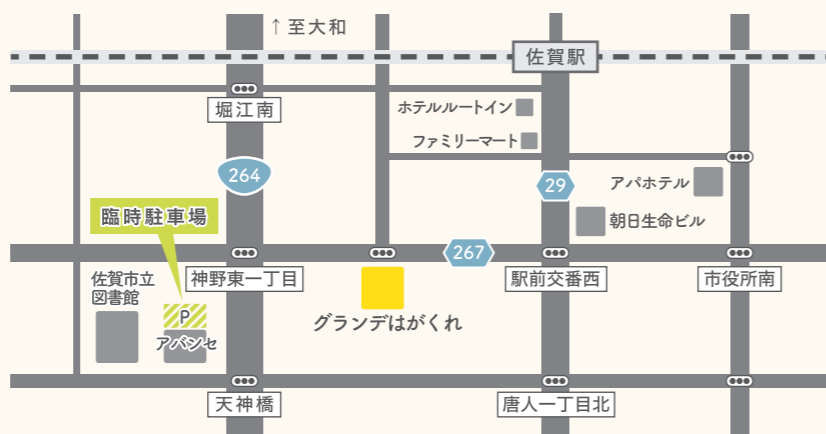 ↑至大和
佐賀駅
堀江南
ホテルルートイン
ファミリーマート
264
29
アパホテル
臨時駐車場
朝日生命ビル
267
佐賀市立
図書館
神野東一丁目
駅前交番西
市役所南
P
アバンセ
グランデはがくれ
天神橋
唐人一丁目北